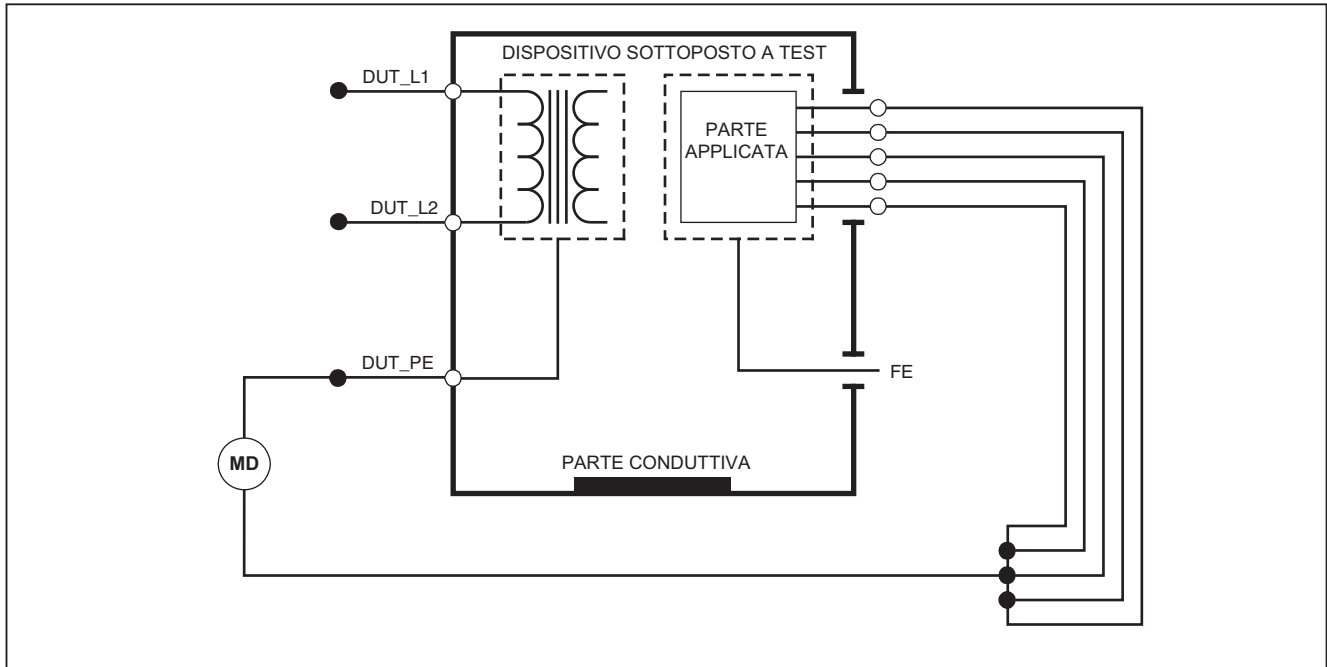 DISPOSITIVO SOTTOPOSTO A TEST
DUT_L1
PARTE
APPLICATA
DUT_L2
DUT_PE
FE
MD
PARTE CONDUTTIVA